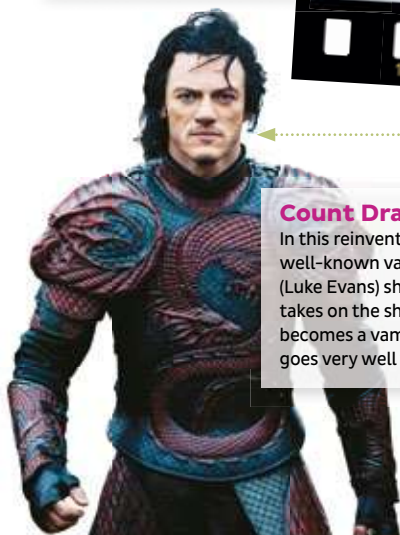 Count Dra
In this reinvent
well-known va
(Luke Evans) sh
takes on the sh
becomes a vam
goes very well